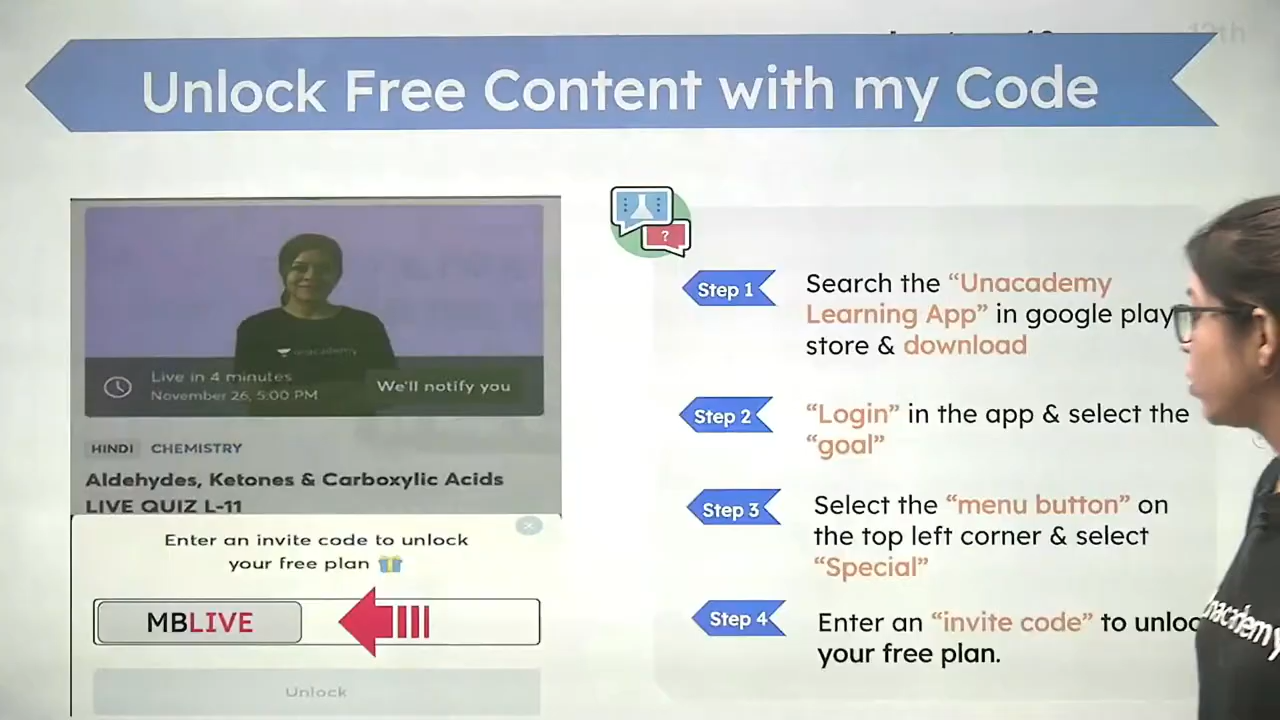 12th
Unlock Free Content with my Code
unacademy
Live in 4 minutes
November 26, 5:00 PM
We'll notify you
HINDI CHEMISTRY
Aldehydes, Ketones & Carboxylic Acids
LIVE QUIZ L-11
Enter an invite code to unlock
your free plan
MBLIVE
Unlock
?
Step 1
Search the “Unacademy
Learning App” in google play
store & download
Step 2
“Login” in the app & select the
“goal”
Step 3
Select the “menu button” on
the top left corner & select
“Special”
Step 4
Enter an “invite code” to unloc
your free plan.
unacademy